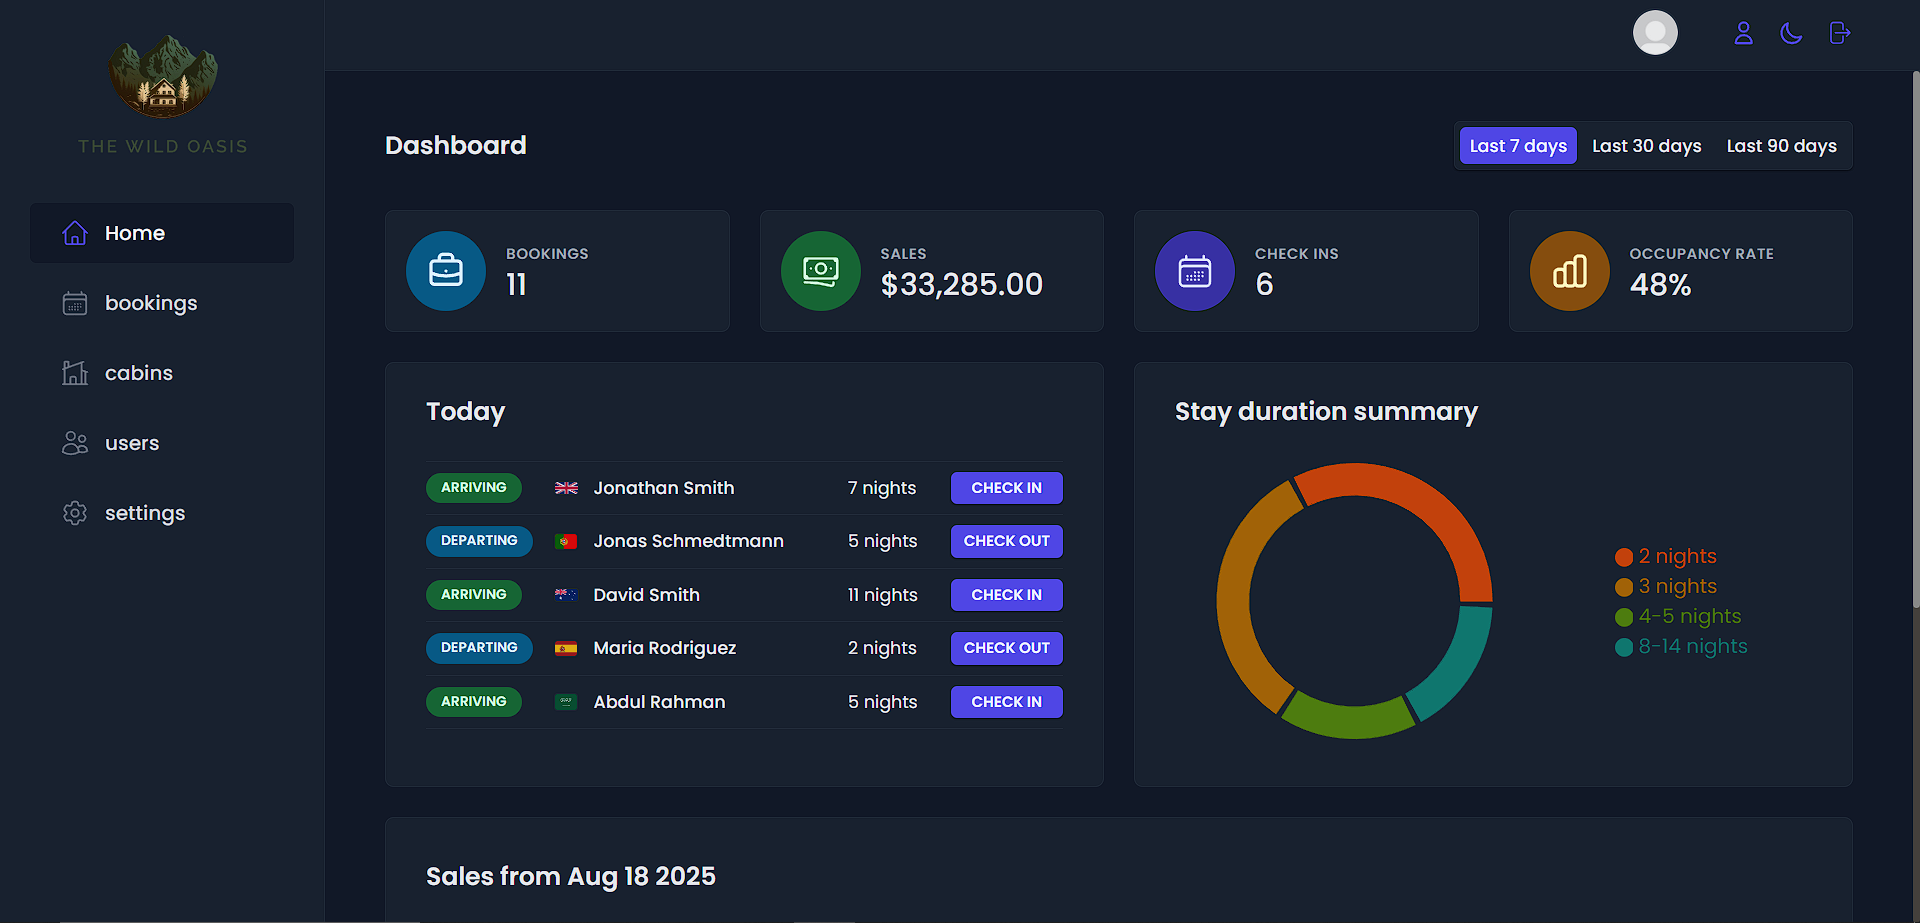 THE WILD OASIS
Home
bookings
cabins
users
settings
Dashboard
Last 7 days Last 30 days Last 90 days
BOOKINGS
11
SALES
$33,285.00
CHECK INS
6
OCCUPANCY RATE
48%
Today
ARRIVING Jonathan Smith 7 nights CHECK IN
DEPARTING Jonas Schmedtmann 5 nights CHECK OUT
ARRIVING David Smith 11 nights CHECK IN
DEPARTING Maria Rodriguez 2 nights CHECK OUT
ARRIVING Abdul Rahman 5 nights CHECK IN
Stay duration summary
2 nights
3 nights
4-5 nights
8-14 nights
Sales from Aug 18 2025